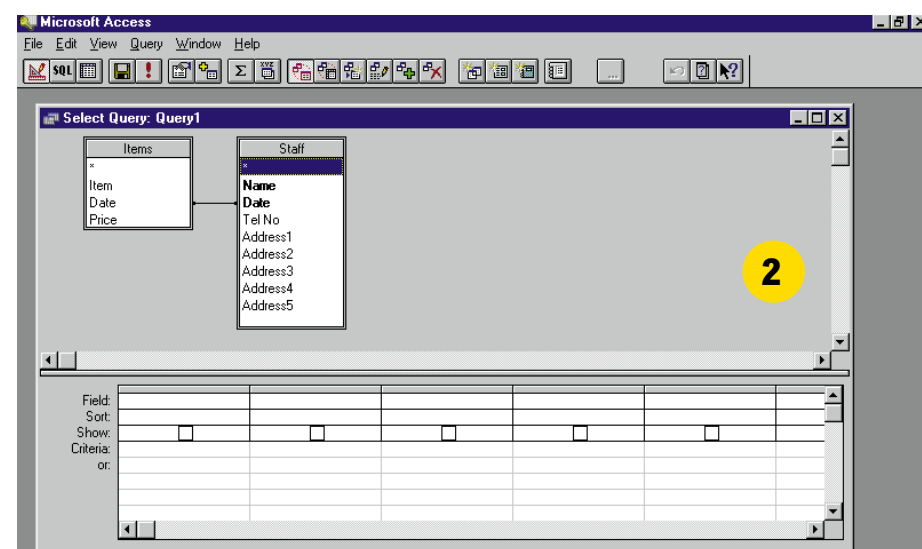 Microsoft Access
File Edit View Query Window Help
SQL Σ XYZ ...
Select Query: Query1
Items
*
Item
Date
Price
Staff
*
Name
Date
Tel No
Address1
Address2
Address3
Address4
Address5
2
Field:
Sort:
Show:
Criteria:
or: